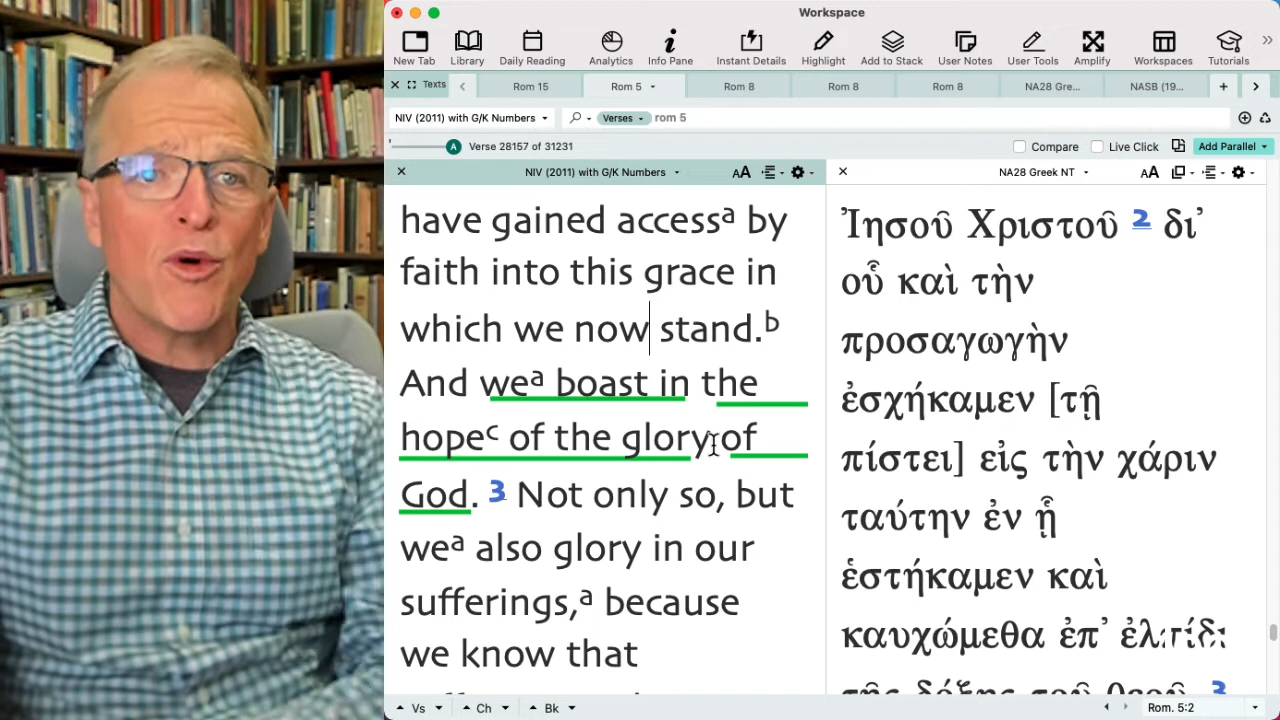 Workspace
New Tab Library Daily Reading Analytics Info Pane Instant Details Highlight Add to Stack User Notes User Tools Amplify Workspaces Tutorials
Texts Rom 15 Rom 5 Rom 8 Rom 8 Rom 8 NA28 Gre... NASB (19...
NIV (2011) with G/K Numbers Verses rom 5
A Verse 28157 of 31231 Compare Live Click Add Parallel
NIV (2011) with G/K Numbers
have gained accessᵃ by
faith into this grace in
which we now stand.ᵇ
And weᵃ boast in the
hopeᶜ of the glory of
God. 3 Not only so, but
weᵃ also glory in our
sufferings,ᵃ because
we know that
NA28 Greek NT
Ἰησοῦ Χριστοῦ 2 δι’
οὗ καὶ τὴν
προσαγωγὴν
ἐσχήκαμεν [τῇ
πίστει] εἰς τὴν χάριν
ταύτην ἐν ᾗ
ἑστήκαμεν καὶ
καυχώμεθα ἐπ’ ἐλπίδι
τῆς δόξης τοῦ θεοῦ. 3
Vs Ch Bk Rom. 5:2